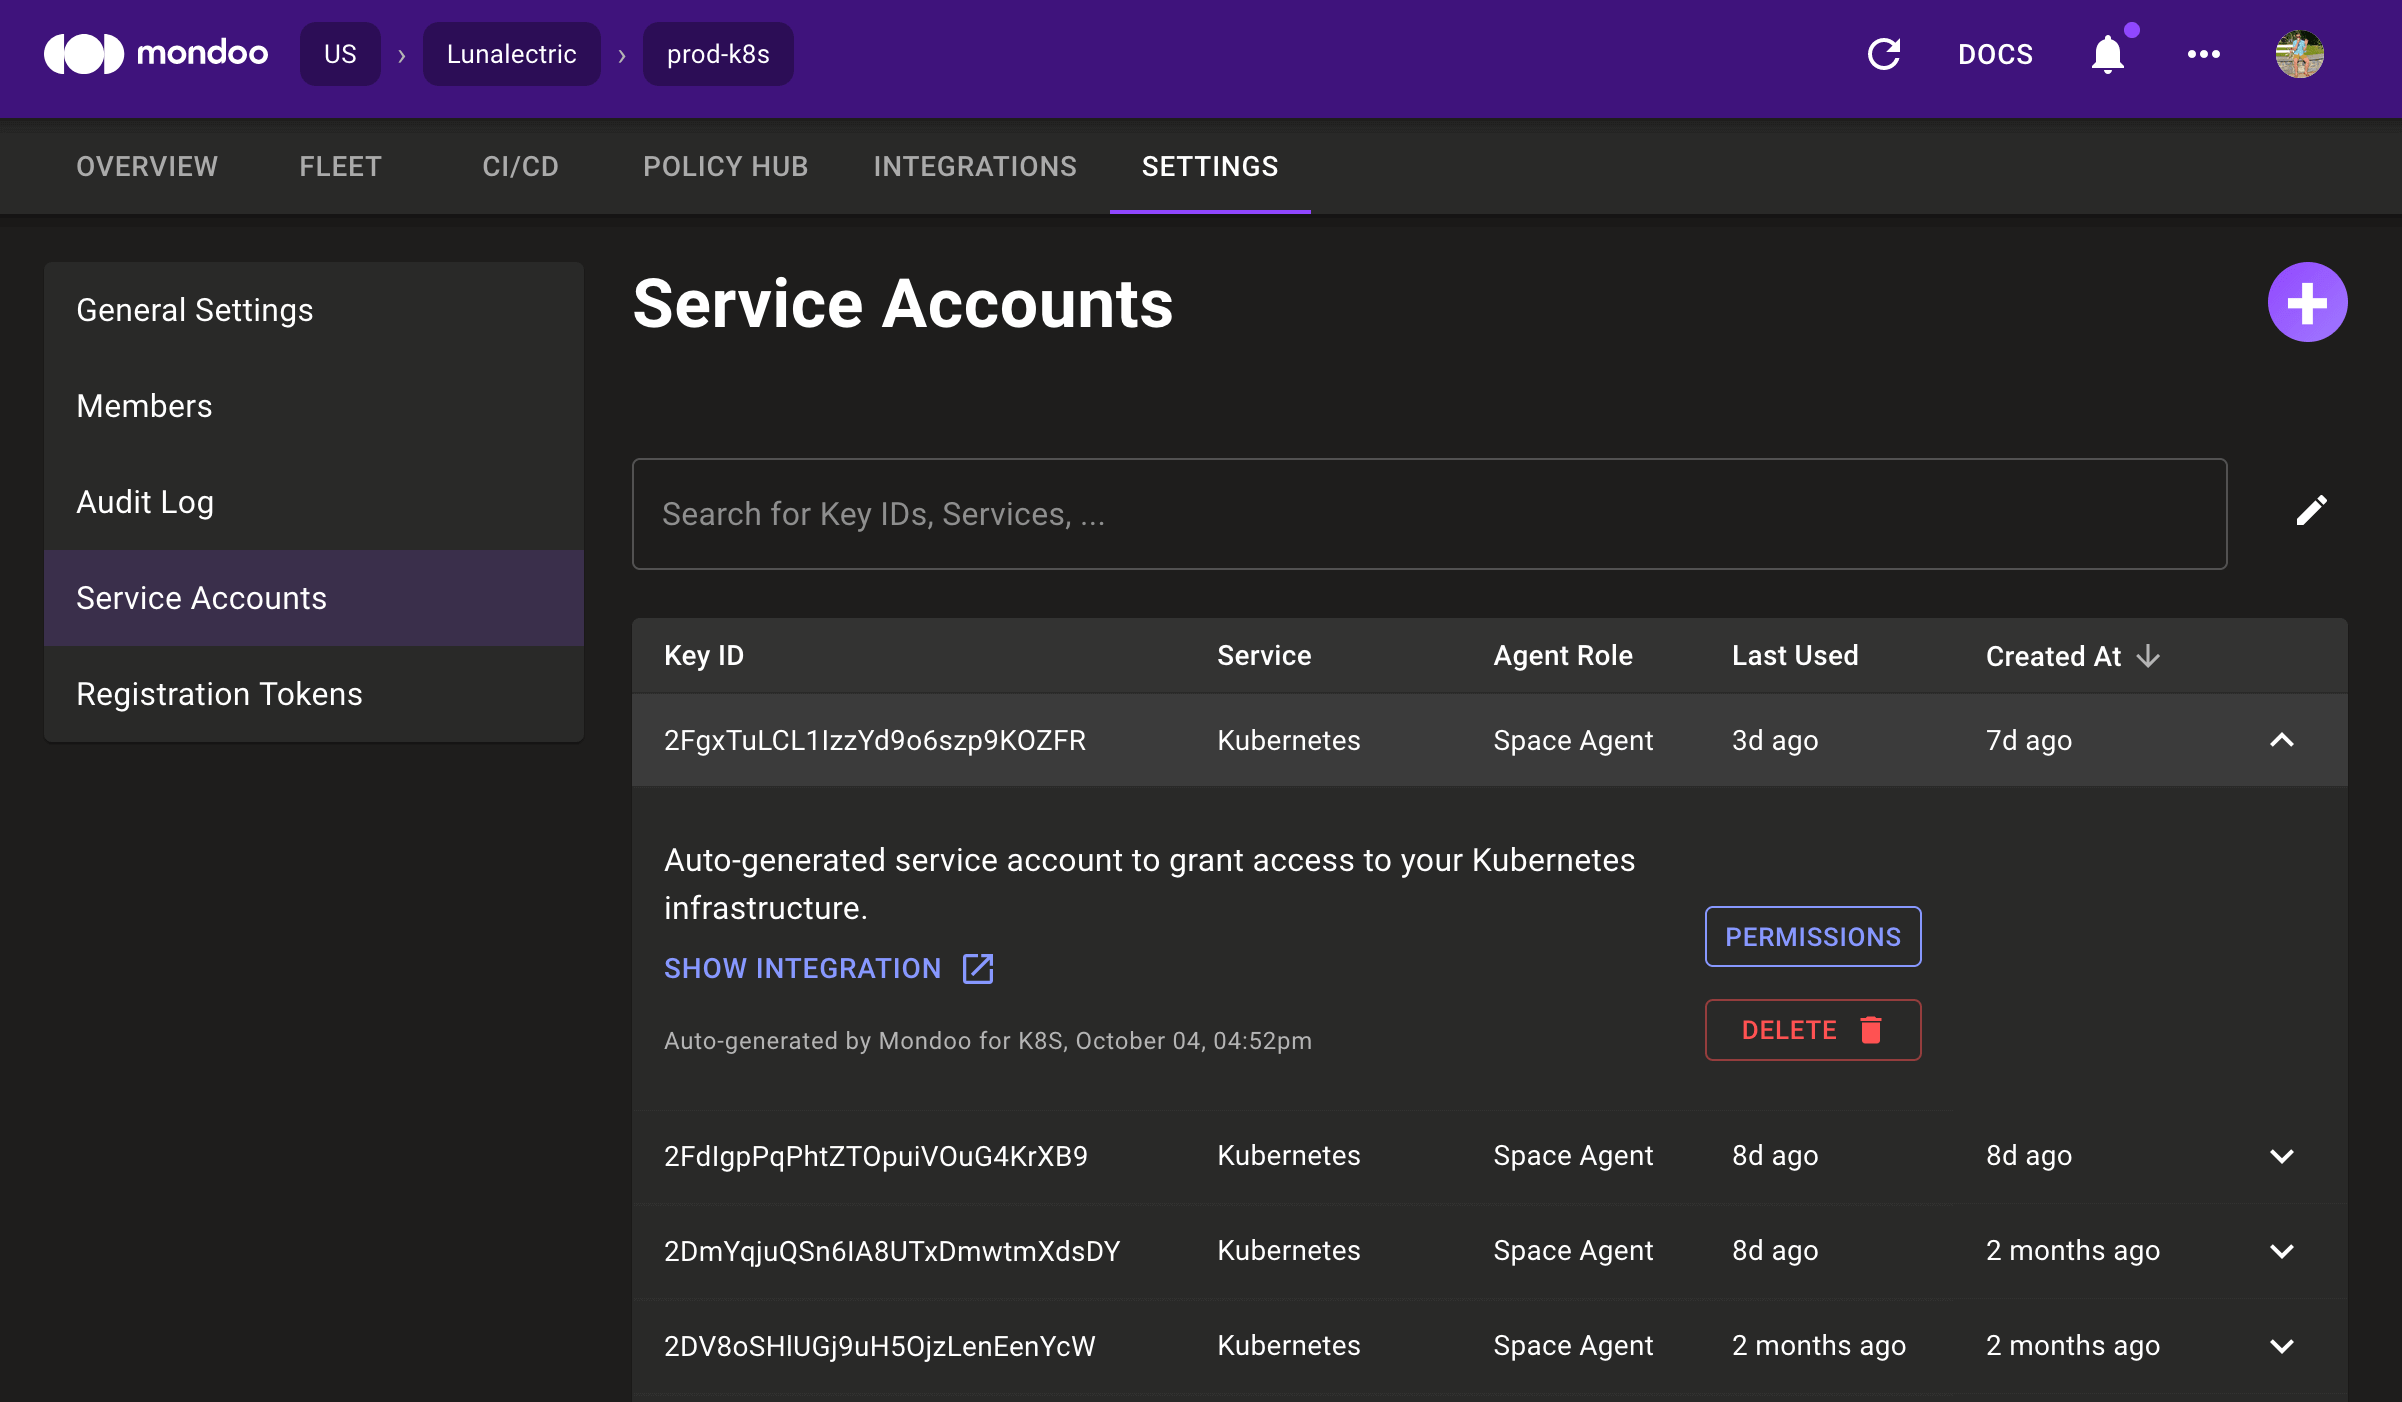 mondoo US › Lunalectric › prod-k8s DOCS
OVERVIEW FLEET CI/CD POLICY HUB INTEGRATIONS SETTINGS
General Settings
Members
Audit Log
Service Accounts
Registration Tokens
Service Accounts
Search for Key IDs, Services, ...
Key ID Service Agent Role Last Used Created At
2FgxTuLCL1IzzYd9o6szp9KOZFR Kubernetes Space Agent 3d ago 7d ago
Auto-generated service account to grant access to your Kubernetes
infrastructure.
SHOW INTEGRATION
Auto-generated by Mondoo for K8S, October 04, 04:52pm
PERMISSIONS
DELETE
2FdIgpPqPhtZTOpuiVOuG4KrXB9 Kubernetes Space Agent 8d ago 8d ago
2DmYqjuQSn6IA8UTxDmwtmXdsDY Kubernetes Space Agent 8d ago 2 months ago
2DV8oSHlUGj9uH5OjzLenEenYcW Kubernetes Space Agent 2 months ago 2 months ago